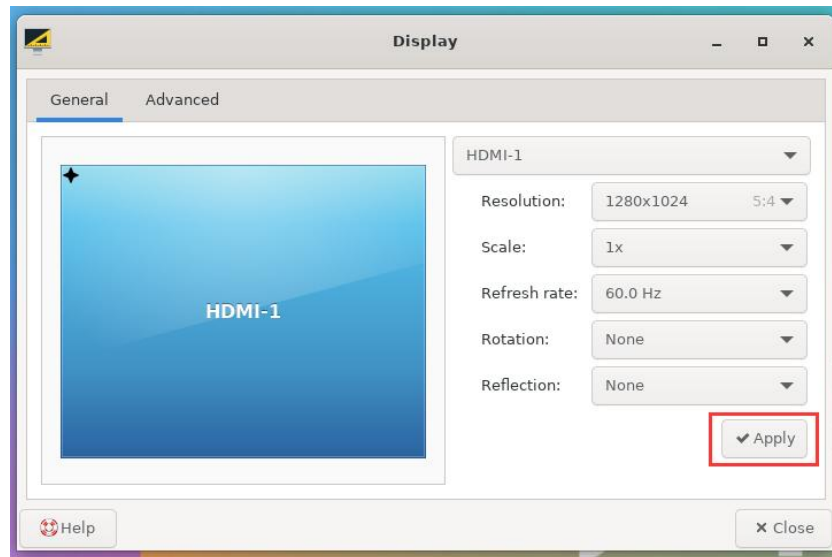 Display
General Advanced
HDMI-1
Resolution: 1280x1024 5:4
Scale: 1x
Refresh rate: 60.0 Hz
HDMI-1
Rotation: None
Reflection: None
Apply
Help
Close